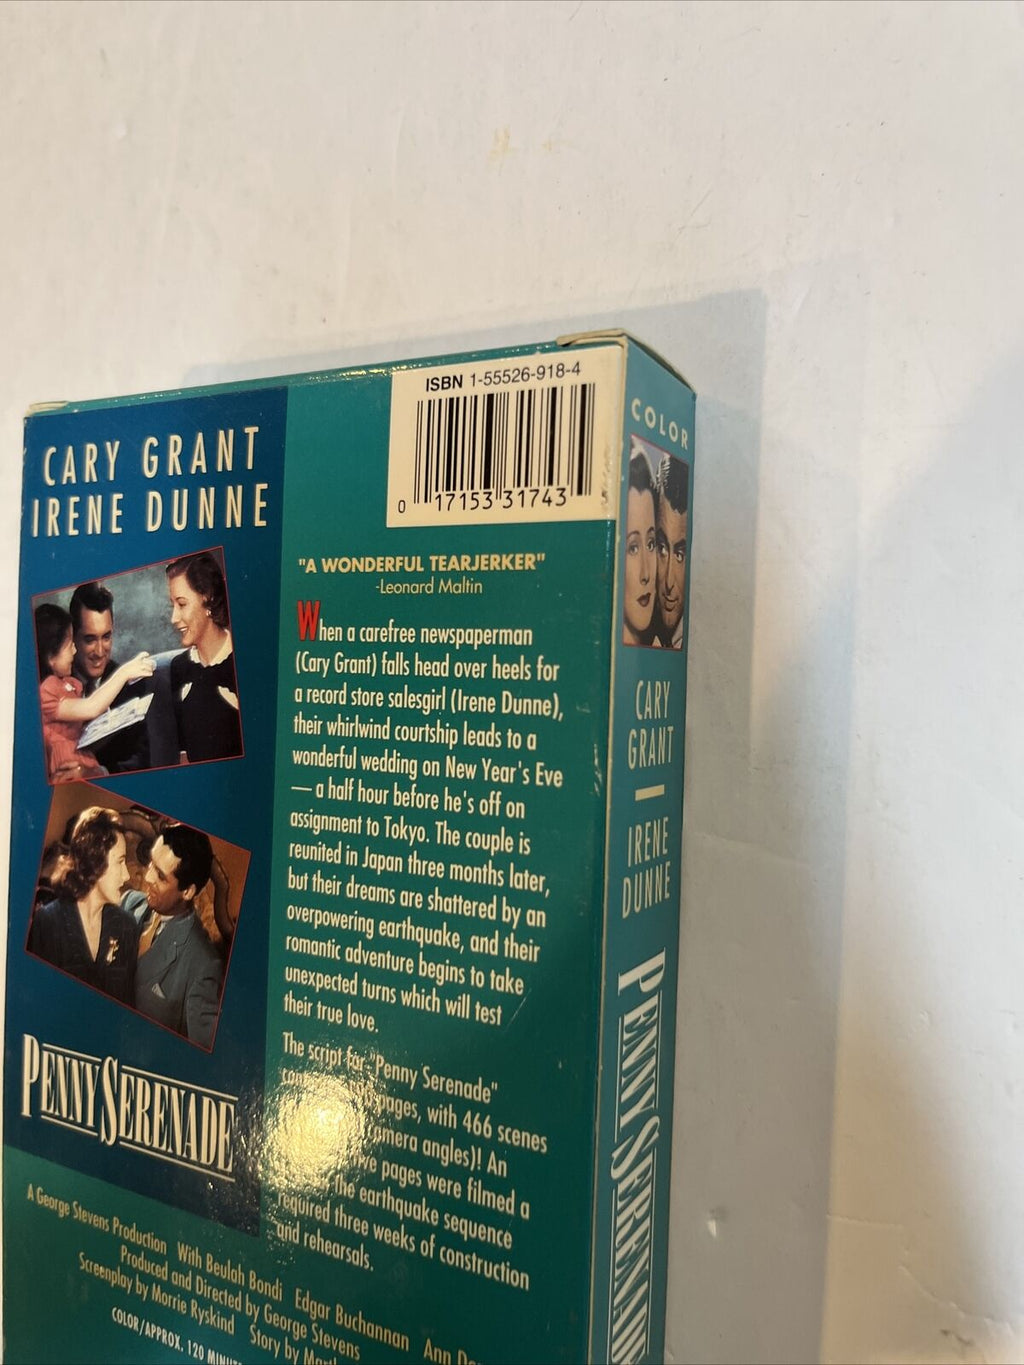 CARY GRANT
IRENE DUNNE
PENNY SERENADE
ISBN 1-55526-918-4
0 17153 31743
"A WONDERFUL TEARJERKER"
-Leonard Maltin
When a carefree newspaperman
(Cary Grant) falls head over heels for
a record store salesgirl (Irene Dunne),
their whirlwind courtship leads to a
wonderful wedding on New Year's Eve
— a half hour before he's off on
assignment to Tokyo. The couple is
reunited in Japan three months later,
but their dreams are shattered by an
overpowering earthquake, and their
romantic adventure begins to take
unexpected turns which will test
their true love.
The script for "Penny Serenade"
pages, with 466 scenes
angles)! An
pages were filmed a
the earthquake sequence
required three weeks of construction
and rehearsals.
A George Stevens Production With Beulah Bondi Edgar Buchannan Ann
Produced and Directed by George Stevens
Screenplay by Morrie Ryskind Story by
COLOR/APPROX. 120
COLOR
CARY
GRANT
IRENE
DUNNE
PENNY SERENADE